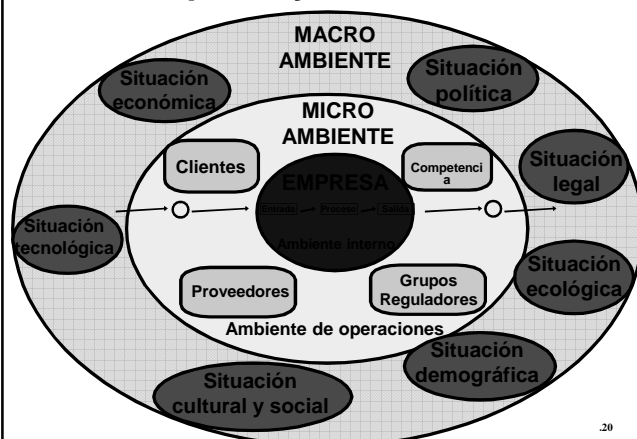 MACRO
AMBIENTE
Situación
económica
Situación
política
MICRO
AMBIENTE
Clientes
Competenci
a
Situación
legal
EMPRESA
Entrada
Proceso
Salida
Situación
tecnológica
Ambiente interno
Proveedores
Grupos
Reguladores
Situación
ecológica
Ambiente de operaciones
Situación
demográfica
Situación
cultural y social
.20